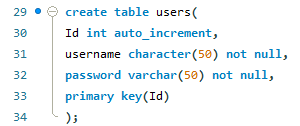 29 create table users(
30 Id int auto_increment,
31 username character(50) not null,
32 password varchar(50) not null,
33 primary key(Id)
34 );